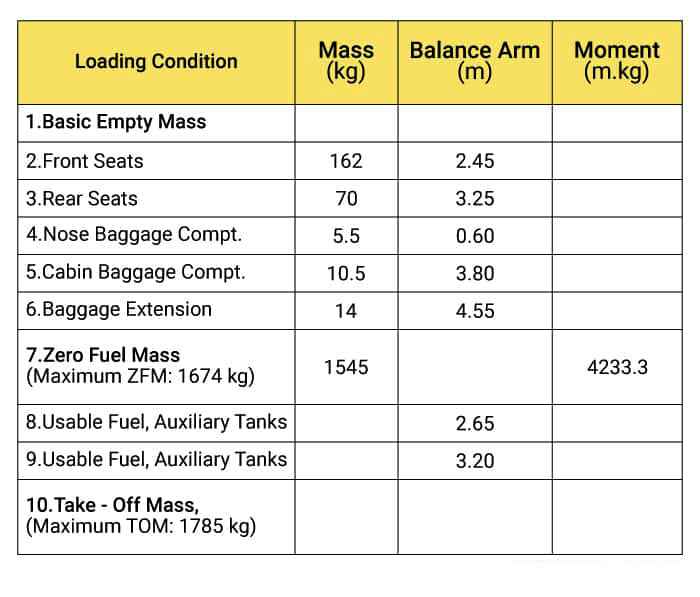 Loading Condition Mass (kg) Balance Arm (m) Moment (m.kg)
1.Basic Empty Mass
2.Front Seats 162 2.45
3.Rear Seats 70 3.25
4.Nose Baggage Compt. 5.5 0.60
5.Cabin Baggage Compt. 10.5 3.80
6.Baggage Extension 14 4.55
7.Zero Fuel Mass
(Maximum ZFM: 1674 kg) 1545 4233.3
8.Usable Fuel, Auxiliary Tanks 2.65
9.Usable Fuel, Auxiliary Tanks 3.20
10.Take - Off Mass,
(Maximum TOM: 1785 kg)